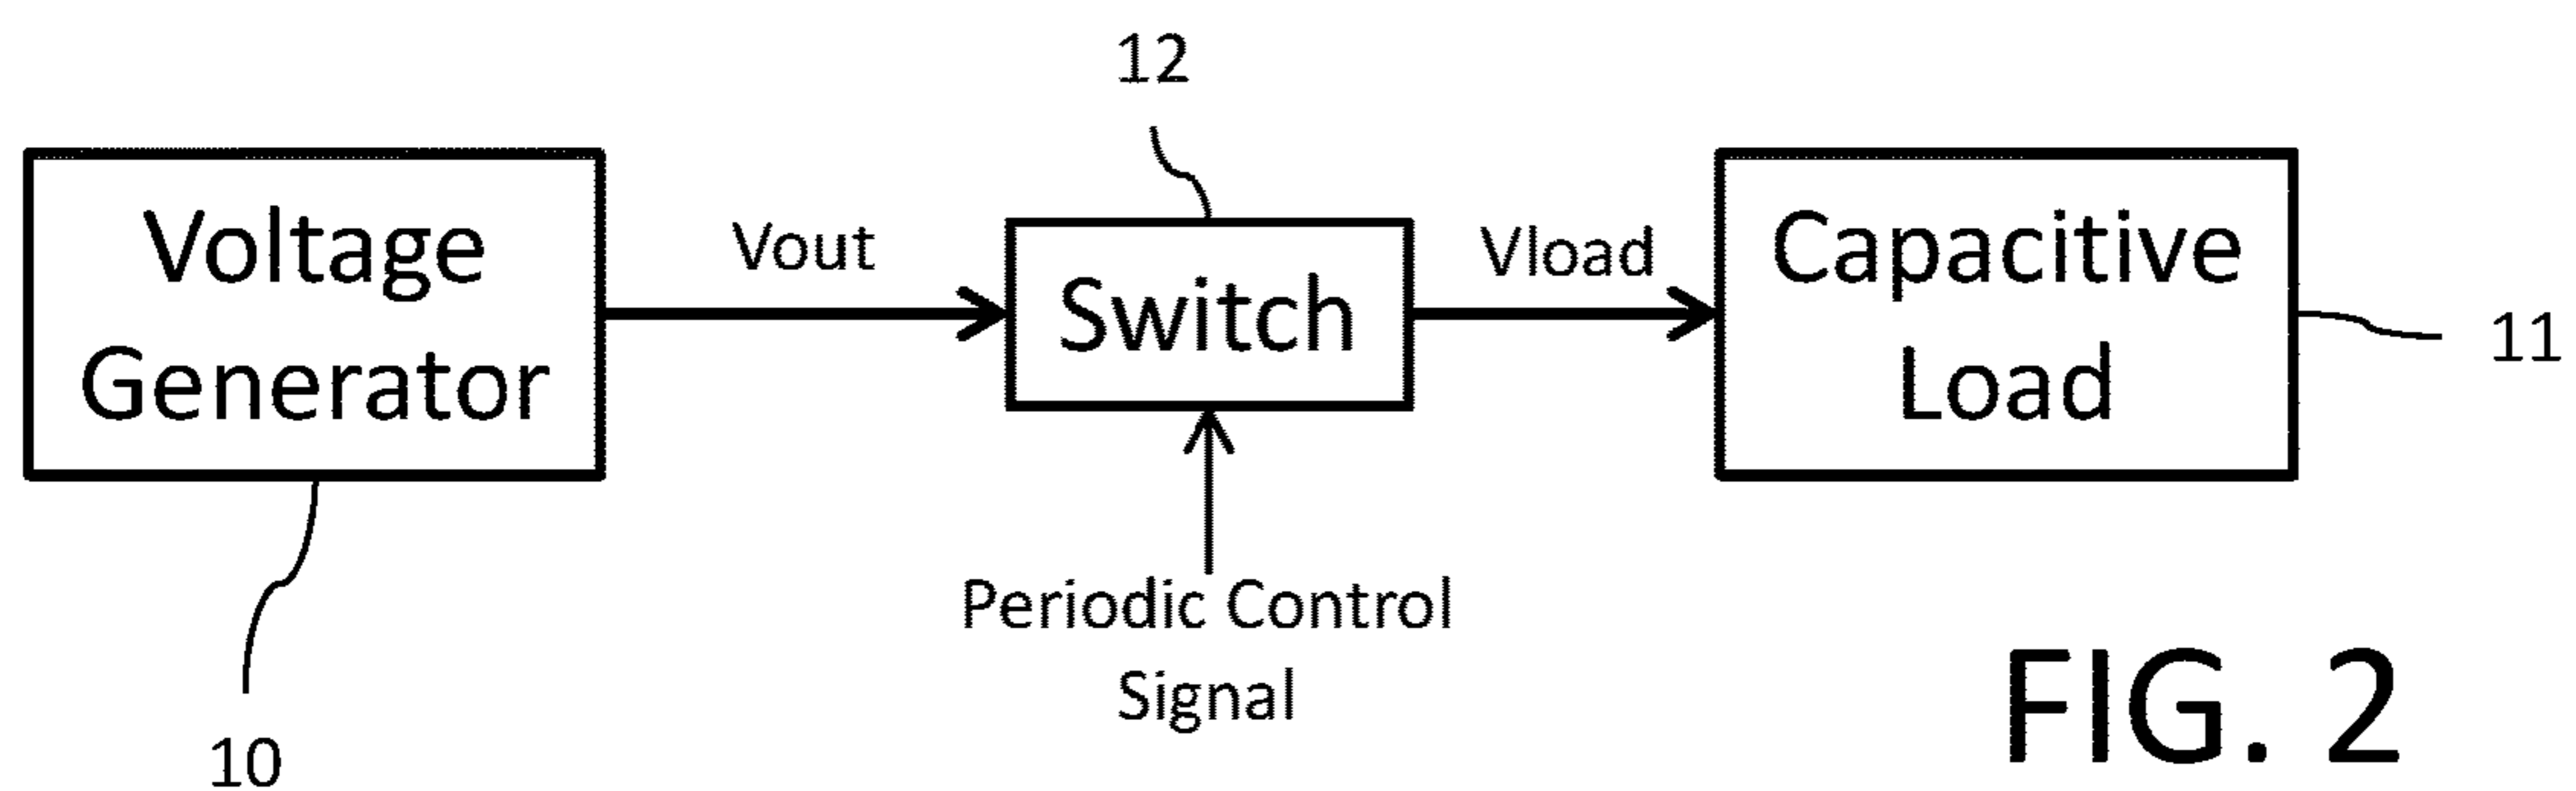 12
Voltage
Generator
Vout
Switch
Vload
Capacitive
Load
11
Periodic Control
Signal
10
FIG. 2